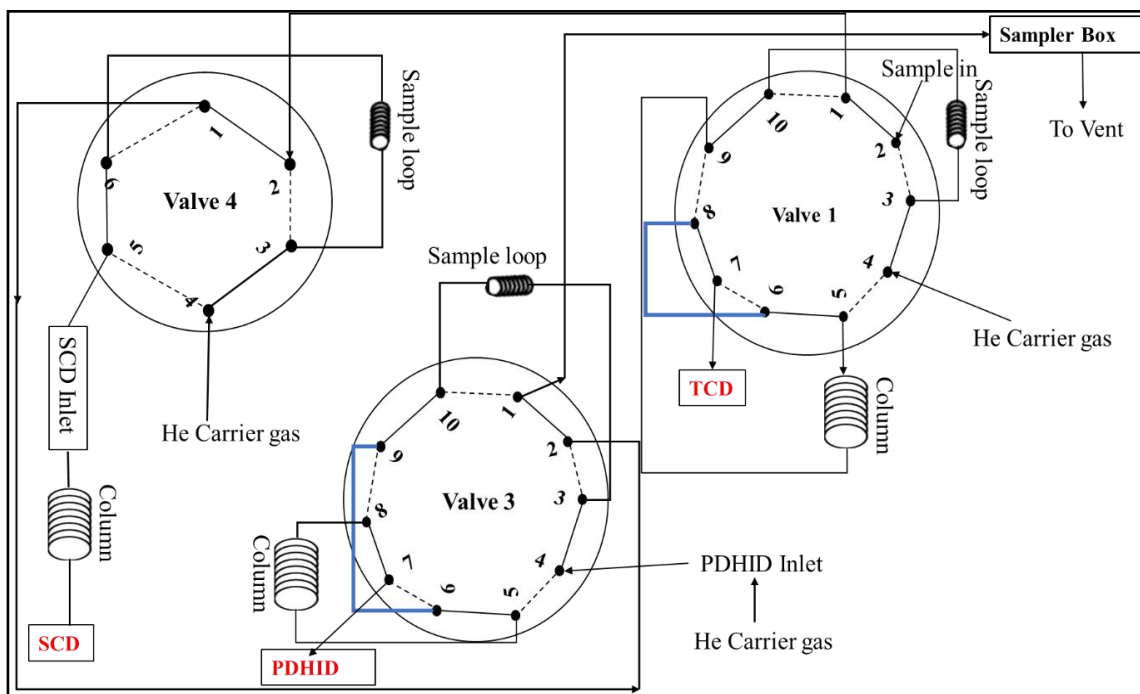 Sampler Box
To Vent
Sample in
Sample loop
10
1
2
3
4
5
6
7
8
9
Valve 1
He Carrier gas
TCD
Column
Sample loop
1
2
3
4
5
6
Valve 4
He Carrier gas
SCD Inlet
Column
SCD
Sample loop
10
1
2
3
4
5
6
7
8
9
Valve 3
Column
PDHID Inlet
He Carrier gas
PDHID